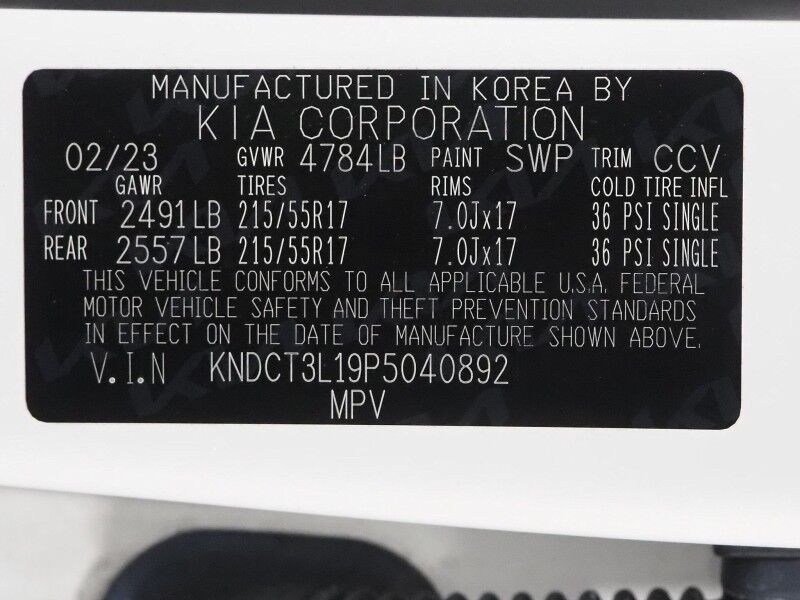 MANUFACTURED IN KOREA BY
KIA CORPORATION
02/23 GVWR 4784LB PAINT SWP TRIM CCV
GAWR TIRES RIMS COLD TIRE INFL
FRONT 2491LB 215/55R17 7.0Jx17 36 PSI SINGLE
REAR 2557LB 215/55R17 7.0Jx17 36 PSI SINGLE
THIS VEHICLE CONFORMS TO ALL APPLICABLE U.S.A. FEDERAL
MOTOR VEHICLE SAFETY AND THEFT PREVENTION STANDARDS
IN EFFECT ON THE DATE OF MANUFACTURE SHOWN ABOVE.
V.I.N KNDCT3L19P5040892
MPV